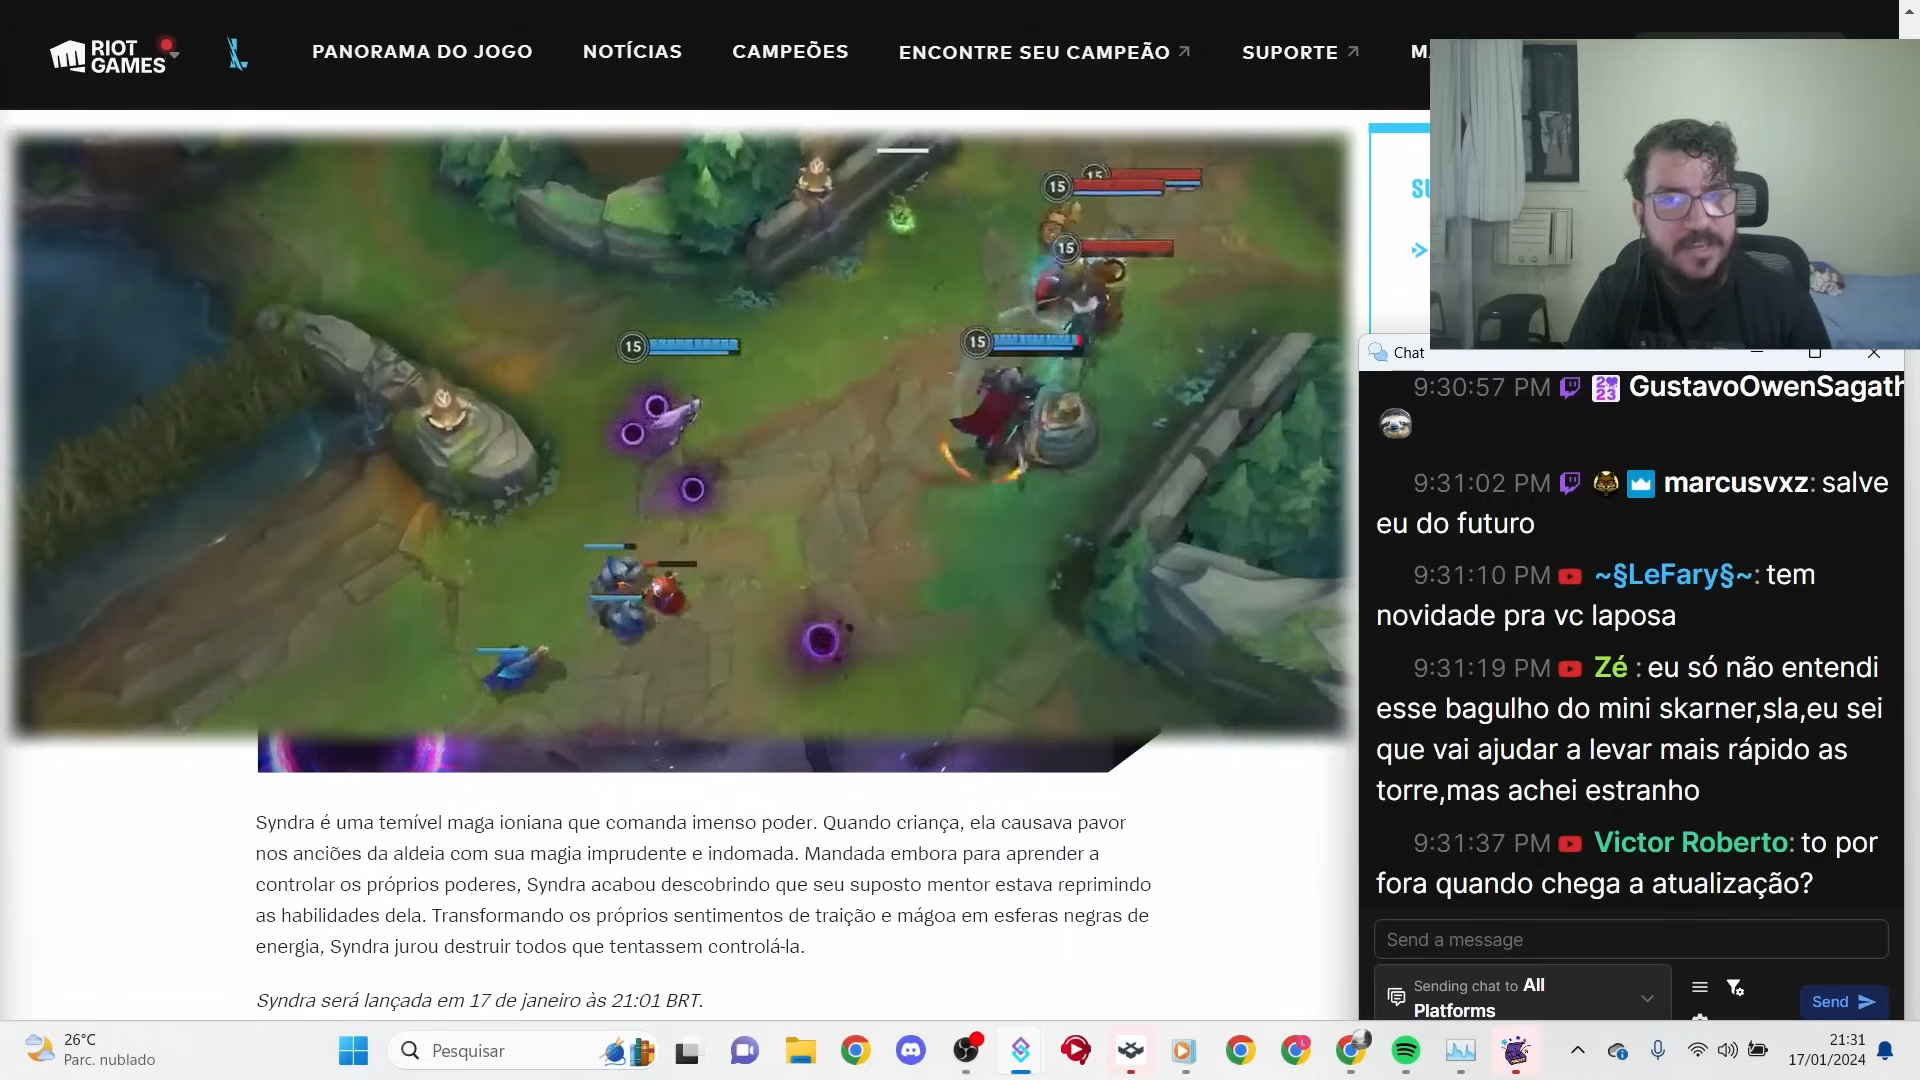 RIOT GAMES
PANORAMA DO JOGO
NOTÍCIAS
CAMPEÕES
ENCONTRE SEU CAMPEÃO
SUPORTE
15
15
15
15
15
Chat
9:30:57 PM GustavoOwenSagath
9:31:02 PM marcusvxz: salve
eu do futuro
9:31:10 PM ~§LeFary§~: tem
novidade pra vc laposa
9:31:19 PM Zé : eu só não entendi
esse bagulho do mini skarner,sla,eu sei
que vai ajudar a levar mais rápido as
torre,mas achei estranho
9:31:37 PM Victor Roberto: to por
fora quando chega a atualização?
Send a message
Sending chat to All
Platforms
Send
Syndra é uma temível maga ioniana que comanda imenso poder. Quando criança, ela causava pavor
nos anciões da aldeia com sua magia imprudente e indomada. Mandada embora para aprender a
controlar os próprios poderes, Syndra acabou descobrindo que seu suposto mentor estava reprimindo
as habilidades dela. Transformando os próprios sentimentos de traição e mágoa em esferas negras de
energia, Syndra jurou destruir todos que tentassem controlá-la.
Syndra será lançada em 17 de janeiro às 21:01 BRT.
26°C
Parc. nublado
Pesquisar
21:31
17/01/2024